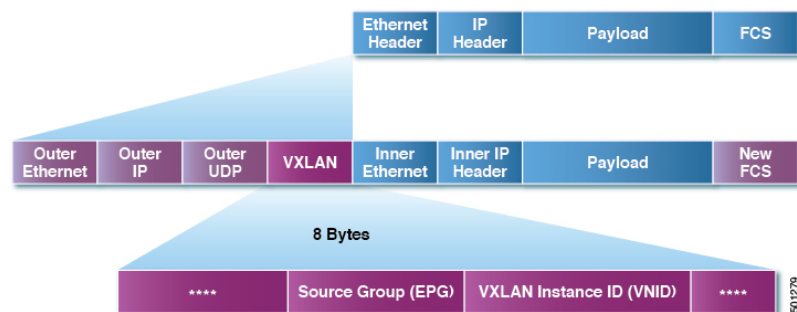 Ethernet Header IP Header Payload FCS
Outer Ethernet Outer IP Outer UDP VXLAN Inner Ethernet Inner IP Header Payload New FCS
8 Bytes
**** Source Group (EPG) VXLAN Instance ID (VNID) ****
501279